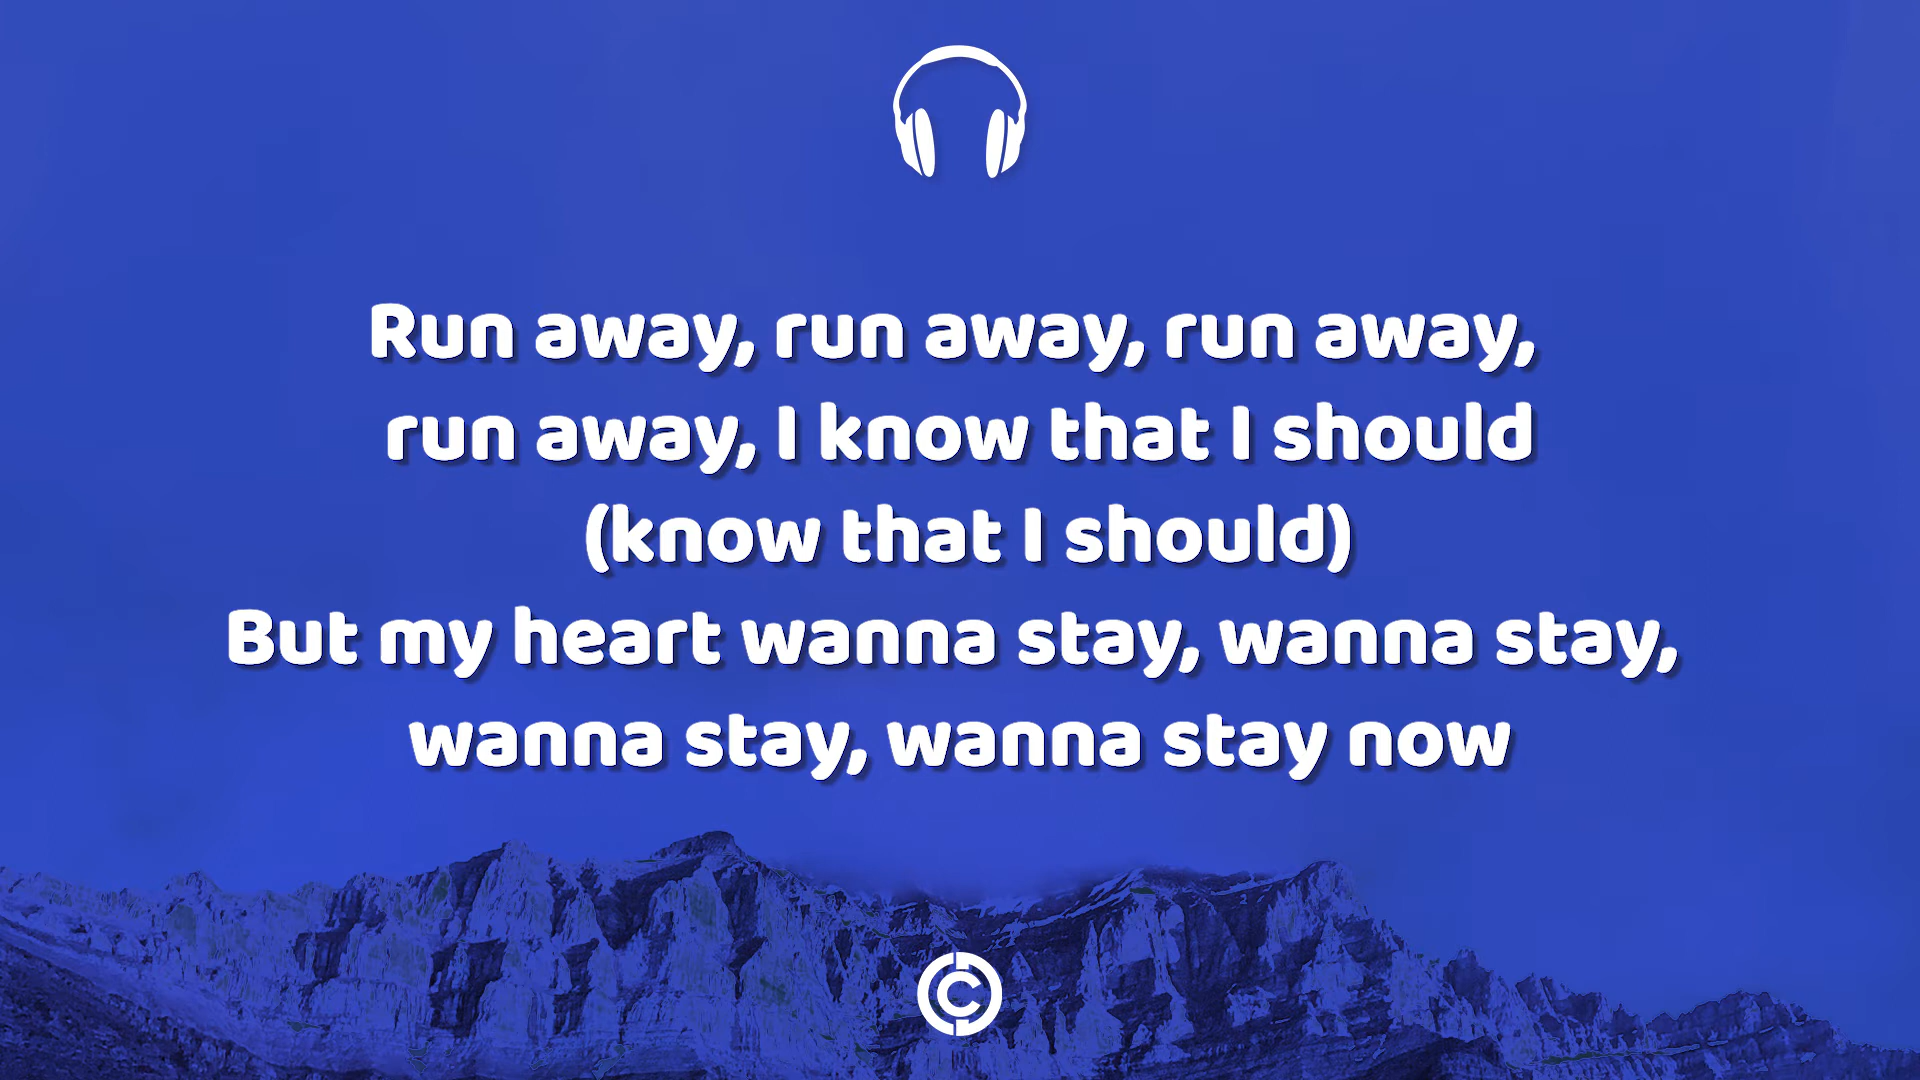 Run away, run away, run away,
run away, I know that I should
(know that I should)
But my heart wanna stay, wanna stay,
wanna stay, wanna stay now